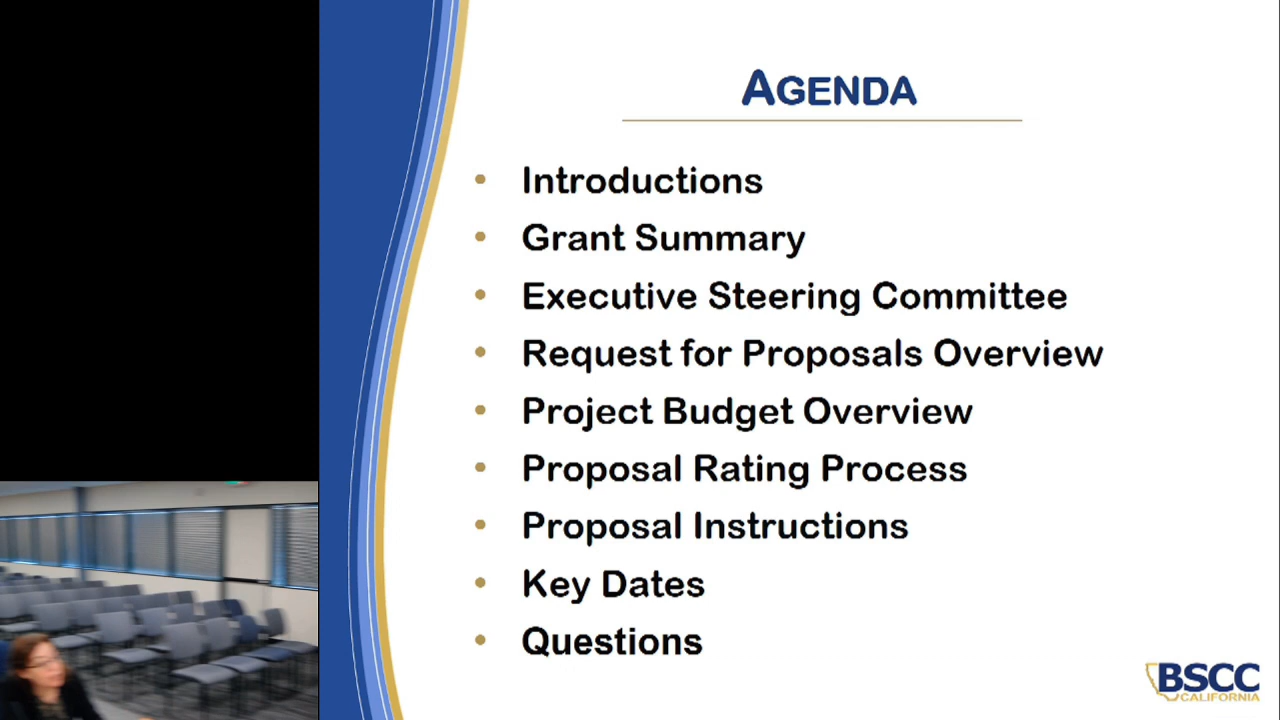 AGENDA
• Introductions
• Grant Summary
• Executive Steering Committee
• Request for Proposals Overview
• Project Budget Overview
• Proposal Rating Process
• Proposal Instructions
• Key Dates
• Questions
BSCC
CALIFORNIA